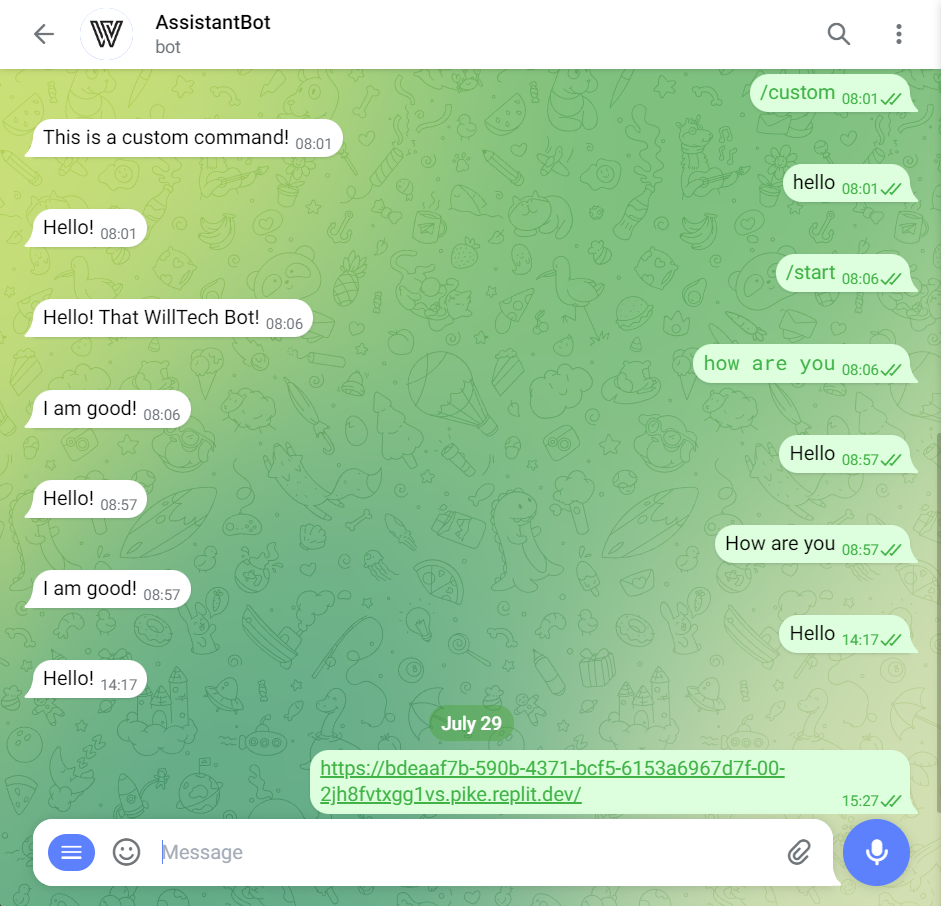 AssistantBot
bot
/custom 08:01
This is a custom command! 08:01
hello 08:01
Hello! 08:01
/start 08:06
Hello! That WillTech Bot! 08:06
how are you 08:06
I am good! 08:06
Hello 08:57
Hello! 08:57
How are you 08:57
I am good! 08:57
Hello 14:17
Hello! 14:17
July 29
https://bdeaaf7b-590b-4371-bcf5-6153a6967d7f-00-
2jh8fvtxgg1vs.pike.replit.dev/ 15:27
Message